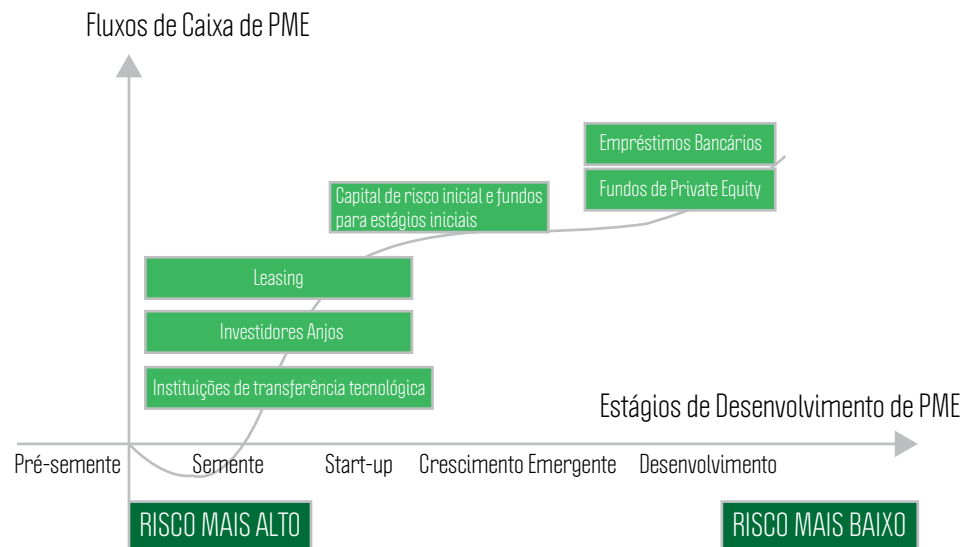 Fluxos de Caixa de PME
Empréstimos Bancários
Fundos de Private Equity
Capital de risco inicial e fundos
para estágios iniciais
Leasing
Investidores Anjos
Instituições de transferência tecnológica
Estágios de Desenvolvimento de PME
Pré-semente
Semente
Start-up
Crescimento Emergente
Desenvolvimento
RISCO MAIS ALTO
RISCO MAIS BAIXO